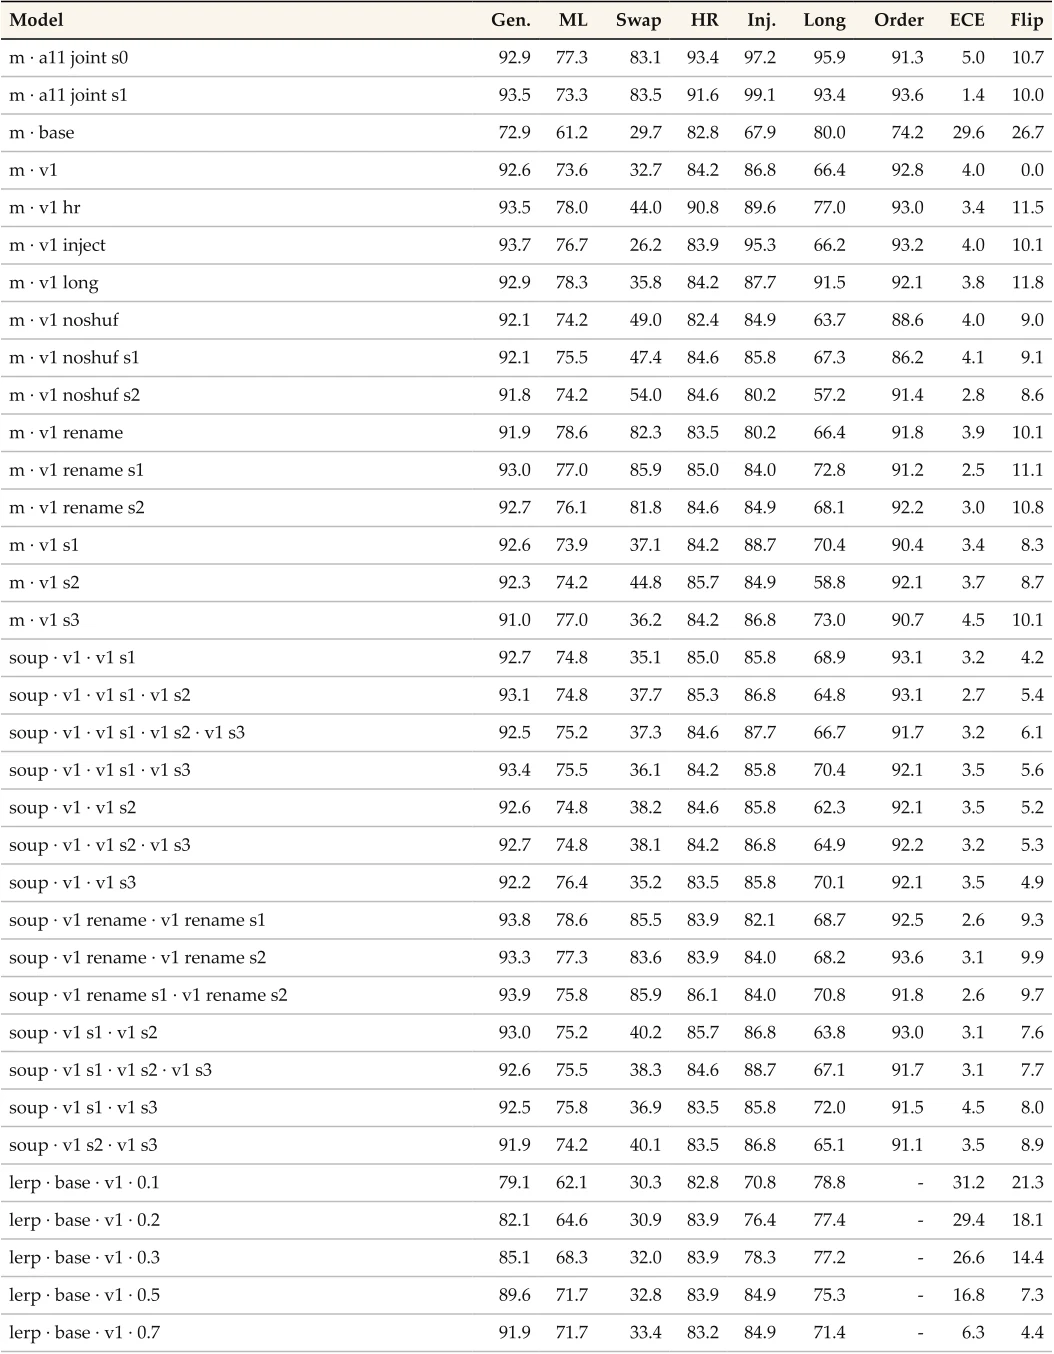 Model Gen. ML Swap HR Inj. Long Order ECE Flip
m · a11 joint s0 92.9 77.3 83.1 93.4 97.2 95.9 91.3 5.0 10.7
m · a11 joint s1 93.5 73.3 83.5 91.6 99.1 93.4 93.6 1.4 10.0
m · base 72.9 61.2 29.7 82.8 67.9 80.0 74.2 29.6 26.7
m · v1 92.6 73.6 32.7 84.2 86.8 66.4 92.8 4.0 0.0
m · v1 hr 93.5 78.0 44.0 90.8 89.6 77.0 93.0 3.4 11.5
m · v1 inject 93.7 76.7 26.2 83.9 95.3 66.2 93.2 4.0 10.1
m · v1 long 92.9 78.3 35.8 84.2 87.7 91.5 92.1 3.8 11.8
m · v1 noshuf 92.1 74.2 49.0 82.4 84.9 63.7 88.6 4.0 9.0
m · v1 noshuf s1 92.1 75.5 47.4 84.6 85.8 67.3 86.2 4.1 9.1
m · v1 noshuf s2 91.8 74.2 54.0 84.6 80.2 57.2 91.4 2.8 8.6
m · v1 rename 91.9 78.6 82.3 83.5 80.2 66.4 91.8 3.9 10.1
m · v1 rename s1 93.0 77.0 85.9 85.0 84.0 72.8 91.2 2.5 11.1
m · v1 rename s2 92.7 76.1 81.8 84.6 84.9 68.1 92.2 3.0 10.8
m · v1 s1 92.6 73.9 37.1 84.2 88.7 70.4 90.4 3.4 8.3
m · v1 s2 92.3 74.2 44.8 85.7 84.9 58.8 92.1 3.7 8.7
m · v1 s3 91.0 77.0 36.2 84.2 86.8 73.0 90.7 4.5 10.1
soup · v1 · v1 s1 92.7 74.8 35.1 85.0 85.8 68.9 93.1 3.2 4.2
soup · v1 · v1 s1 · v1 s2 93.1 74.8 37.7 85.3 86.8 64.8 93.1 2.7 5.4
soup · v1 · v1 s1 · v1 s2 · v1 s3 92.5 75.2 37.3 84.6 87.7 66.7 91.7 3.2 6.1
soup · v1 · v1 s1 · v1 s3 93.4 75.5 36.1 84.2 85.8 70.4 92.1 3.5 5.6
soup · v1 · v1 s2 92.6 74.8 38.2 84.6 85.8 62.3 92.1 3.5 5.2
soup · v1 · v1 s2 · v1 s3 92.7 74.8 38.1 84.2 86.8 64.9 92.2 3.2 5.3
soup · v1 · v1 s3 92.2 76.4 35.2 83.5 85.8 70.1 92.1 3.5 4.9
soup · v1 rename · v1 rename s1 93.8 78.6 85.5 83.9 82.1 68.7 92.5 2.6 9.3
soup · v1 rename · v1 rename s2 93.3 77.3 83.6 83.9 84.0 68.2 93.6 3.1 9.9
soup · v1 rename s1 · v1 rename s2 93.9 75.8 85.9 86.1 84.0 70.8 91.8 2.6 9.7
soup · v1 s1 · v1 s2 93.0 75.2 40.2 85.7 86.8 63.8 93.0 3.1 7.6
soup · v1 s1 · v1 s2 · v1 s3 92.6 75.5 38.3 84.6 88.7 67.1 91.7 3.1 7.7
soup · v1 s1 · v1 s3 92.5 75.8 36.9 83.5 85.8 72.0 91.5 4.5 8.0
soup · v1 s2 · v1 s3 91.9 74.2 40.1 83.5 86.8 65.1 91.1 3.5 8.9
lerp · base · v1 · 0.1 79.1 62.1 30.3 82.8 70.8 78.8 - 31.2 21.3
lerp · base · v1 · 0.2 82.1 64.6 30.9 83.9 76.4 77.4 - 29.4 18.1
lerp · base · v1 · 0.3 85.1 68.3 32.0 83.9 78.3 77.2 - 26.6 14.4
lerp · base · v1 · 0.5 89.6 71.7 32.8 83.9 84.9 75.3 - 16.8 7.3
lerp · base · v1 · 0.7 91.9 71.7 33.4 83.2 84.9 71.4 - 6.3 4.4